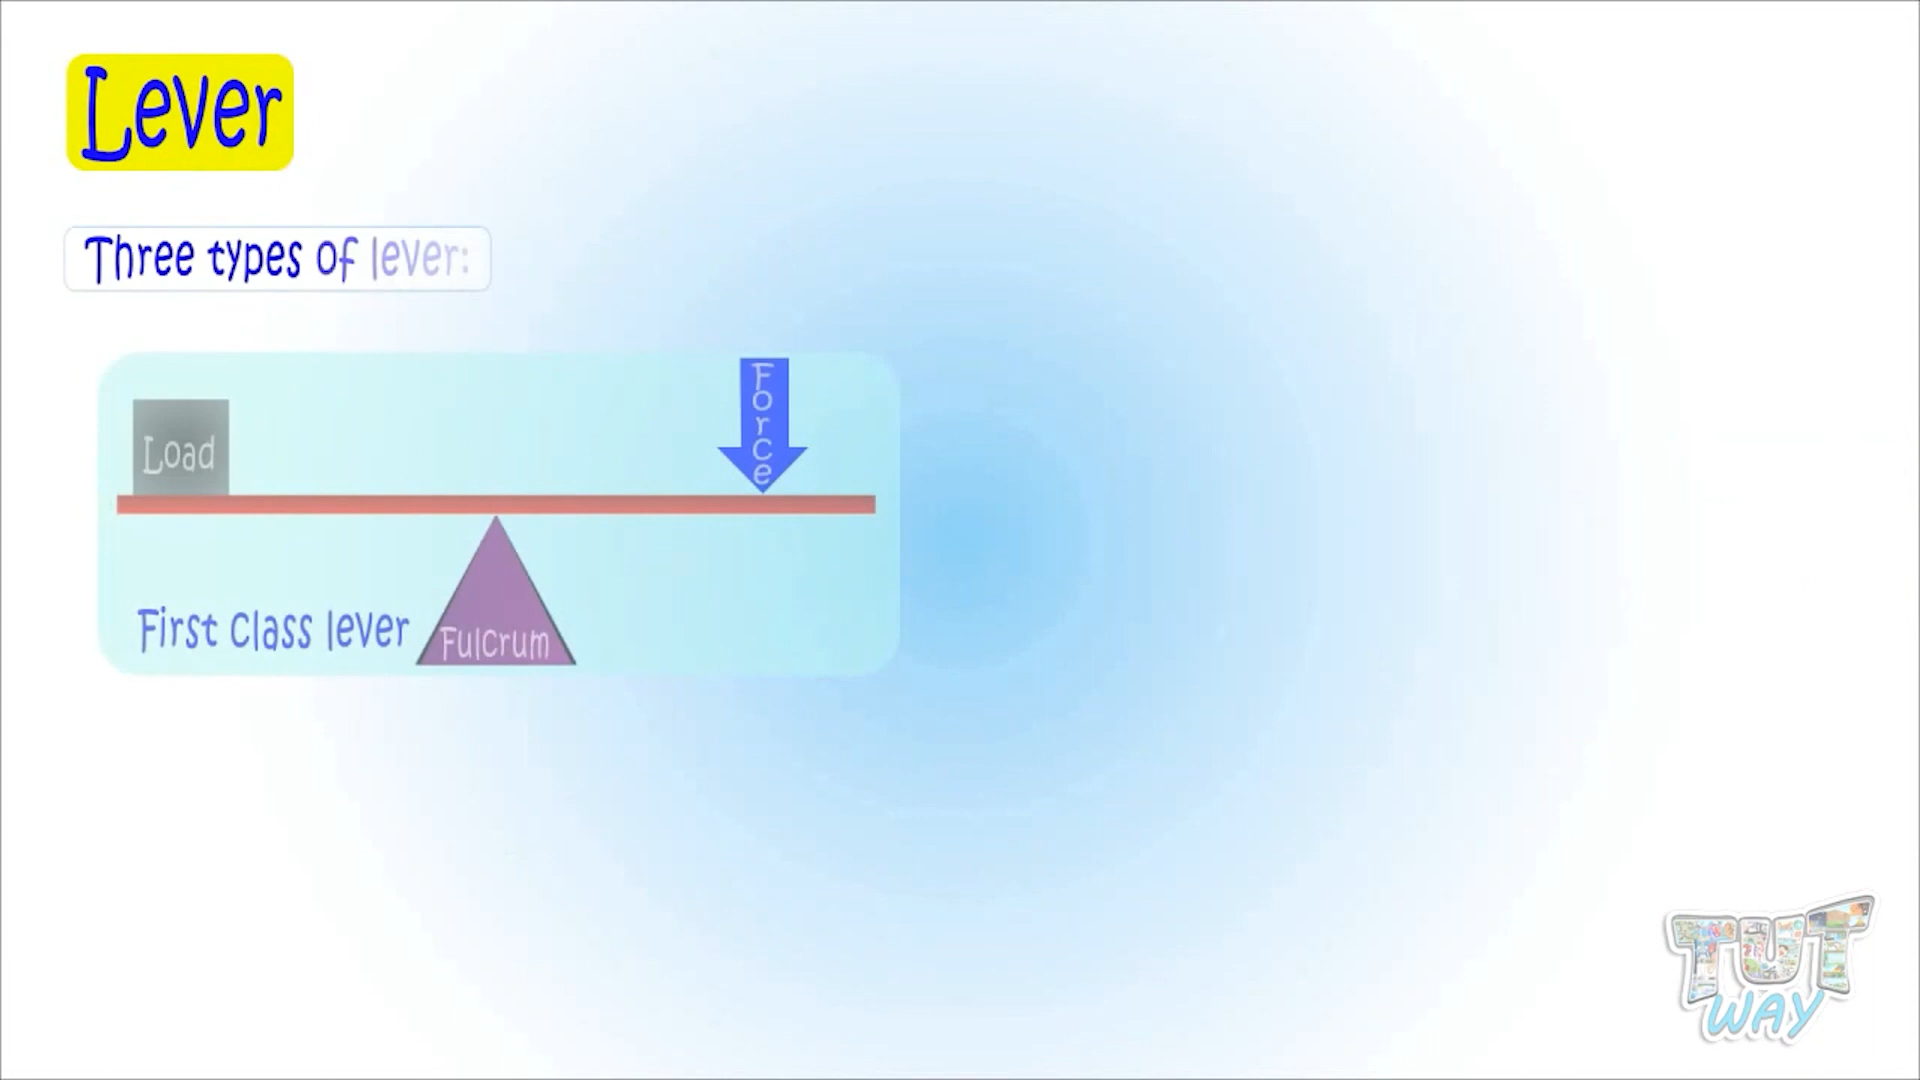 Lever
Three types of lever:
Force
Load
First class lever
Fulcrum
TUT
WAY